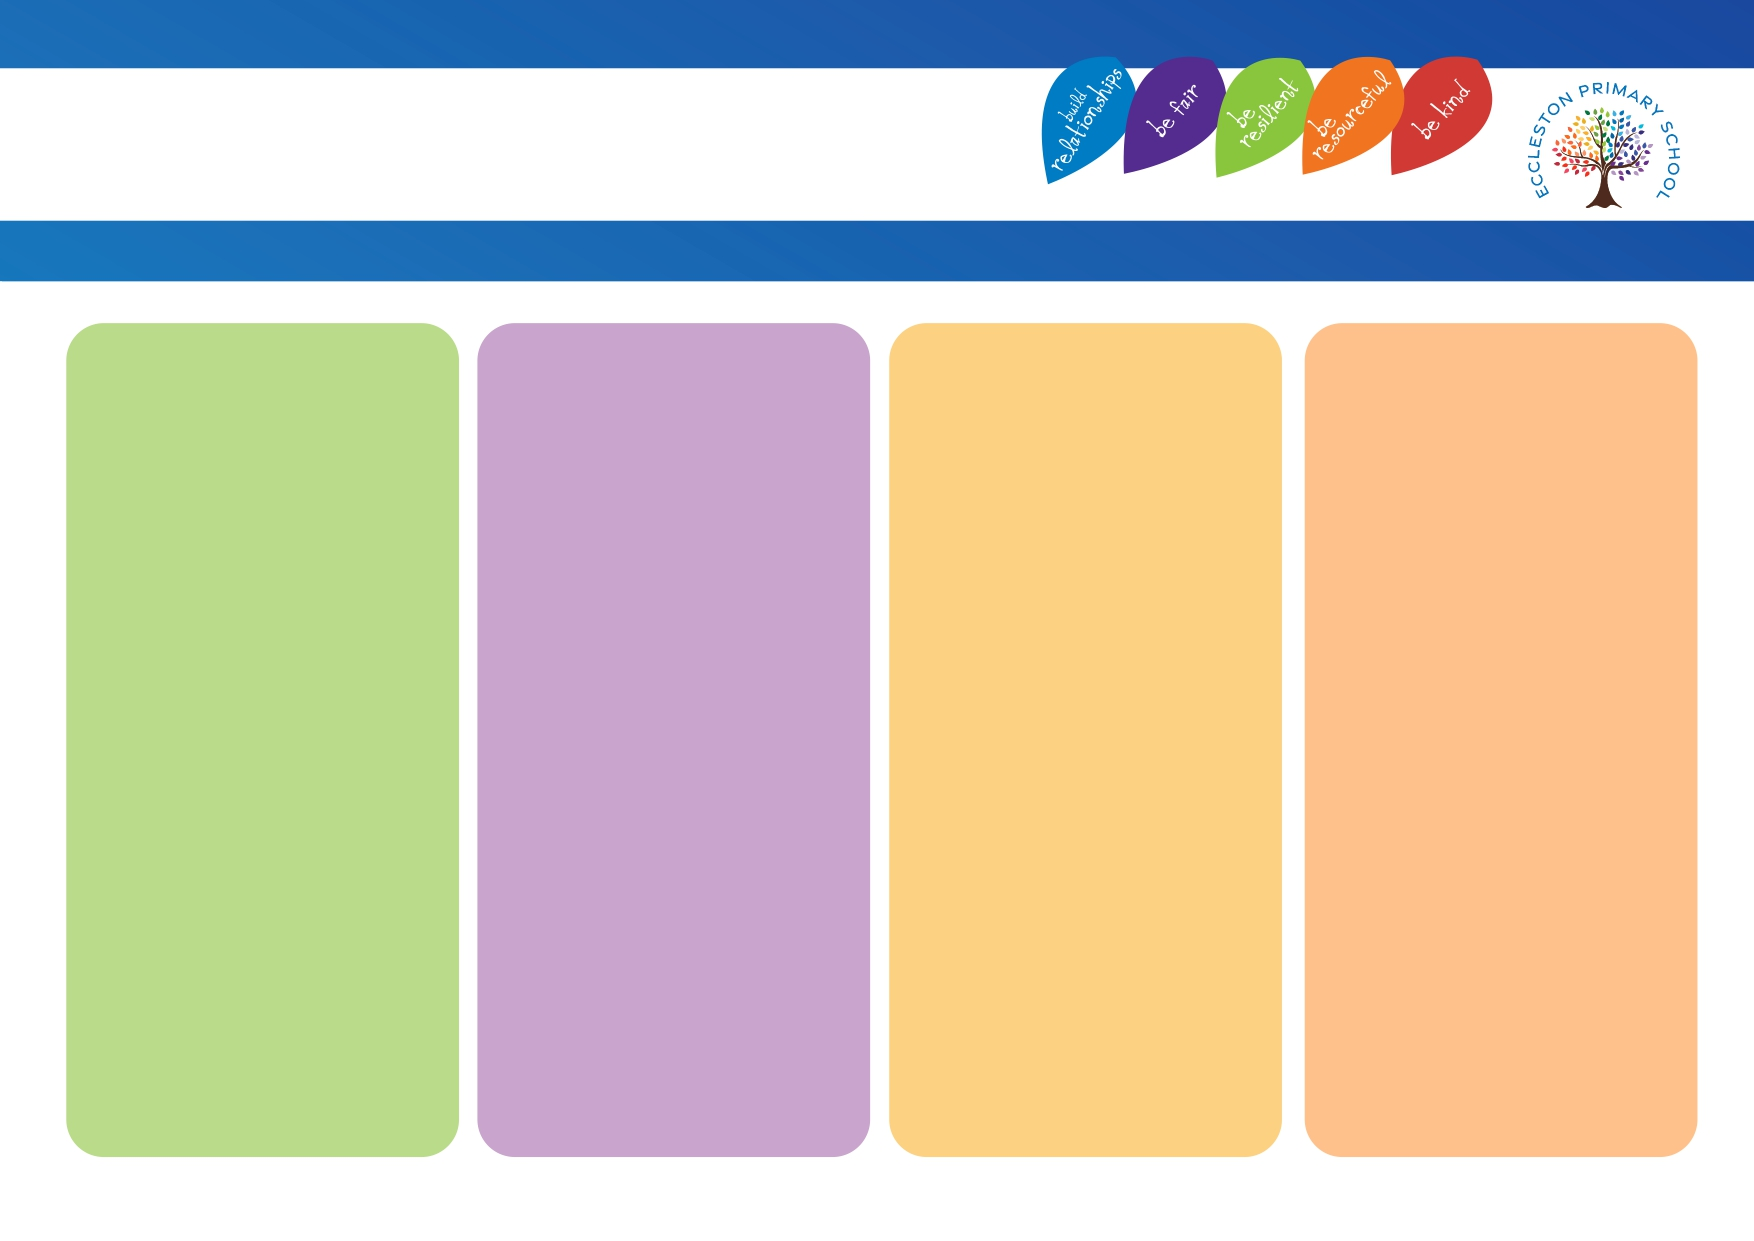 build
relationships
be fair
be
resilient
be
resourceful
be kind
ECCLESTON PRIMARY SCHOOL